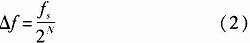 Δf = f_s / 2^N (2)